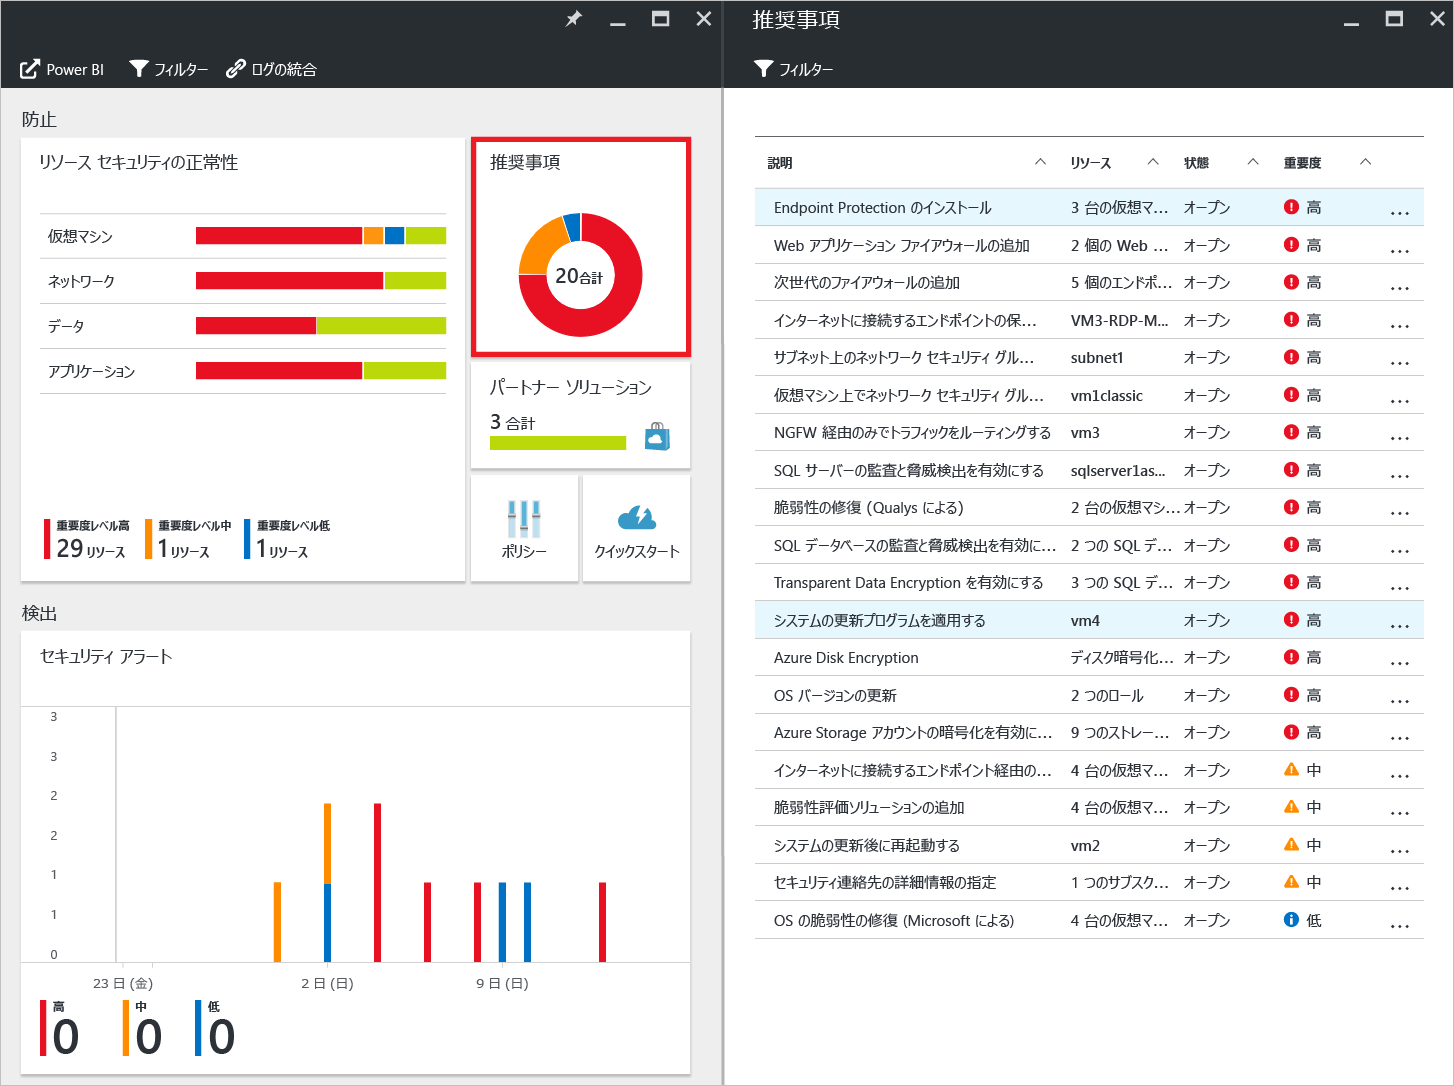 Power BI フィルター ログの統合
防止
リソース セキュリティの正常性
仮想マシン
ネットワーク
データ
アプリケーション
重要度レベル高 重要度レベル中 重要度レベル低
29 リソース 1 リソース 1 リソース
推奨事項
20合計
パートナー ソリューション
3 合計
ポリシー
クイックスタート
検出
セキュリティ アラート
3
3
2
2
1
1
0
23 日 (金) 2 日 (日) 9 日 (日)
高 中 低
0 0 0
推奨事項
フィルター
説明 リソース 状態 重要度
Endpoint Protection のインストール 3 台の仮想マ... オープン 高 ...
Web アプリケーション ファイアウォールの追加 2 個の Web ... オープン 高 ...
次世代のファイアウォールの追加 5 個のエンドポ... オープン 高 ...
インターネットに接続するエンドポイントの保... VM3-RDP-M... オープン 高 ...
サブネット上のネットワーク セキュリティ グル... subnet1 オープン 高 ...
仮想マシン上でネットワーク セキュリティ グル... vm1classic オープン 高 ...
NGFW 経由のみでトラフィックをルーティングする vm3 オープン 高 ...
SQL サーバーの監査と脅威検出を有効にする sqlserver1as... オープン 高 ...
脆弱性の修復 (Qualys による) 2 台の仮想マシ... オープン 高 ...
SQL データベースの監査と脅威検出を有効に... 2 つの SQL デ... オープン 高 ...
Transparent Data Encryption を有効にする 3 つの SQL デ... オープン 高 ...
システムの更新プログラムを適用する vm4 オープン 高 ...
Azure Disk Encryption ディスク暗号化... オープン 高 ...
OS バージョンの更新 2 つのロール オープン 高 ...
Azure Storage アカウントの暗号化を有効に... 9 つのストレー... オープン 高 ...
インターネットに接続するエンドポイント経由の... 4 台の仮想マ... オープン 中 ...
脆弱性評価ソリューションの追加 4 台の仮想マ... オープン 中 ...
システムの更新後に再起動する vm2 オープン 中 ...
セキュリティ連絡先の詳細情報の指定 1 つのサブスク... オープン 中 ...
OS の脆弱性の修復 (Microsoft による) 4 台の仮想マ... オープン 低 ...